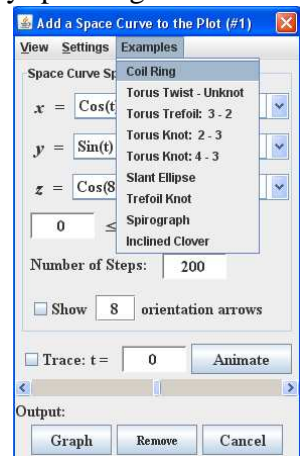 Add a Space Curve to the Plot (#1)
View Settings Examples
Space Curve Sp
Coil Ring
Torus Twist - Unknot
Torus Trefoil: 3 - 2
Torus Knot: 2 - 3
Torus Knot: 4 - 3
Slant Ellipse
Trefoil Knot
Spirograph
Inclined Clover
x = Cos(t
y = Sin(t)
z = Cos(8
0 ≤
Number of Steps: 200
Show 8 orientation arrows
Trace: t = 0 Animate
Output:
Graph Remove Cancel